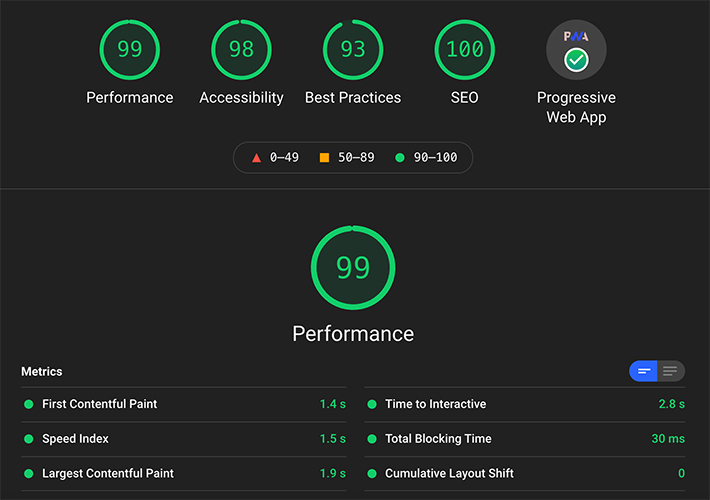 99 98 93 100 PWA
Performance Accessibility Best Practices SEO Progressive
Web App
0–49 50–89 90–100
99
Performance
Metrics
First Contentful Paint 1.4 s
Time to Interactive 2.8 s
Speed Index 1.5 s
Total Blocking Time 30 ms
Largest Contentful Paint 1.9 s
Cumulative Layout Shift 0